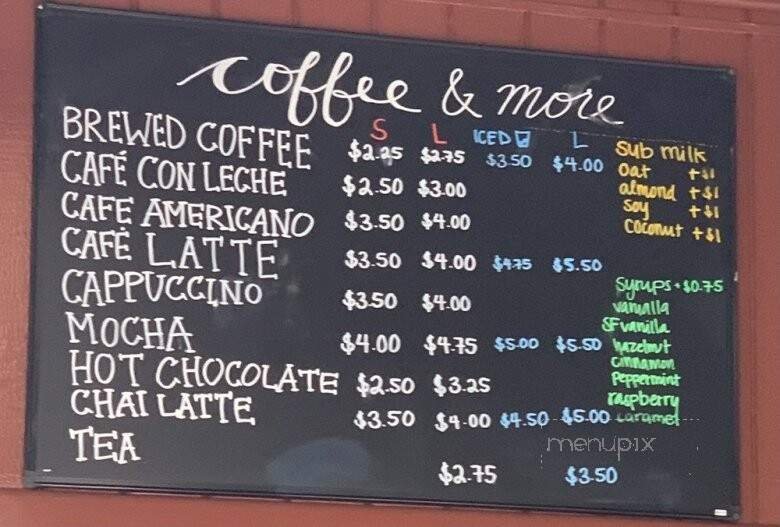 coffee & more
S L ICED L
BREWED COFFEE $2.25 $2.75 $3.50 $4.00
CAFÉ CON LECHE $2.50 $3.00
CAFE AMERICANO $3.50 $4.00
CAFÉ LATTE $3.50 $4.00 $4.75 $5.50
CAPPUCCINO $3.50 $4.00
MOCHA $4.00 $4.75 $5.00 $5.50
HOT CHOCOLATE $2.50 $3.25
CHAI LATTE $3.50 $4.00 $4.50 $5.00
TEA $2.75 $3.50
Sub milk
Oat +$1
almond +$1
Soy +$1
Coconut +$1
Syrups + $0.75
vanialla
SF vanilla
hazelnut
Cinnamon
Peppermint
raspberry
caramel
menupix